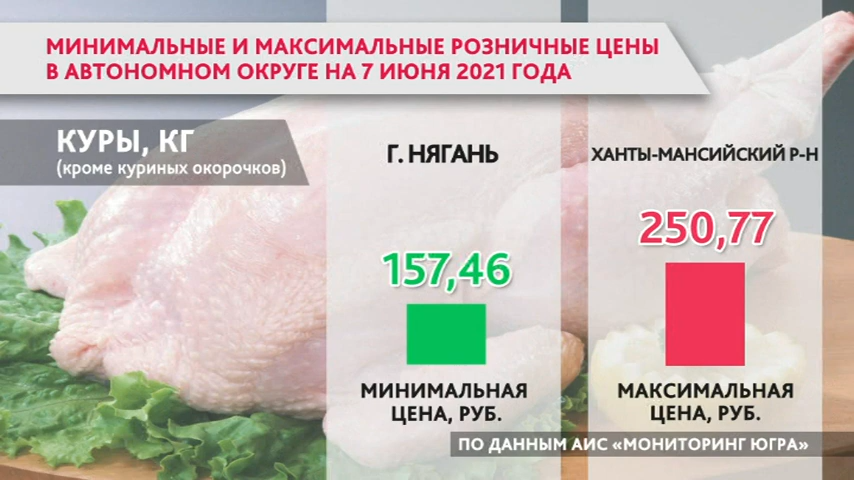 МИНИМАЛЬНЫЕ И МАКСИМАЛЬНЫЕ РОЗНИЧНЫЕ ЦЕНЫ
В АВТОНОМНОМ ОКРУГЕ НА 7 ИЮНЯ 2021 ГОДА
КУРЫ, КГ
(кроме куриных окорочков)
Г. НЯГАНЬ
157,46
МИНИМАЛЬНАЯ
ЦЕНА, РУБ.
ХАНТЫ-МАНСИЙСКИЙ Р-Н
250,77
МАКСИМАЛЬНАЯ
ЦЕНА, РУБ.
ПО ДАННЫМ АИС «МОНИТОРИНГ ЮГРА»